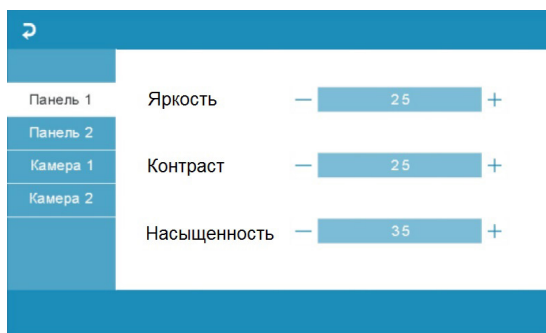 Панель 1
Панель 2
Камера 1
Камера 2
Яркость — 25 +
Контраст — 25 +
Насыщенность — 35 +